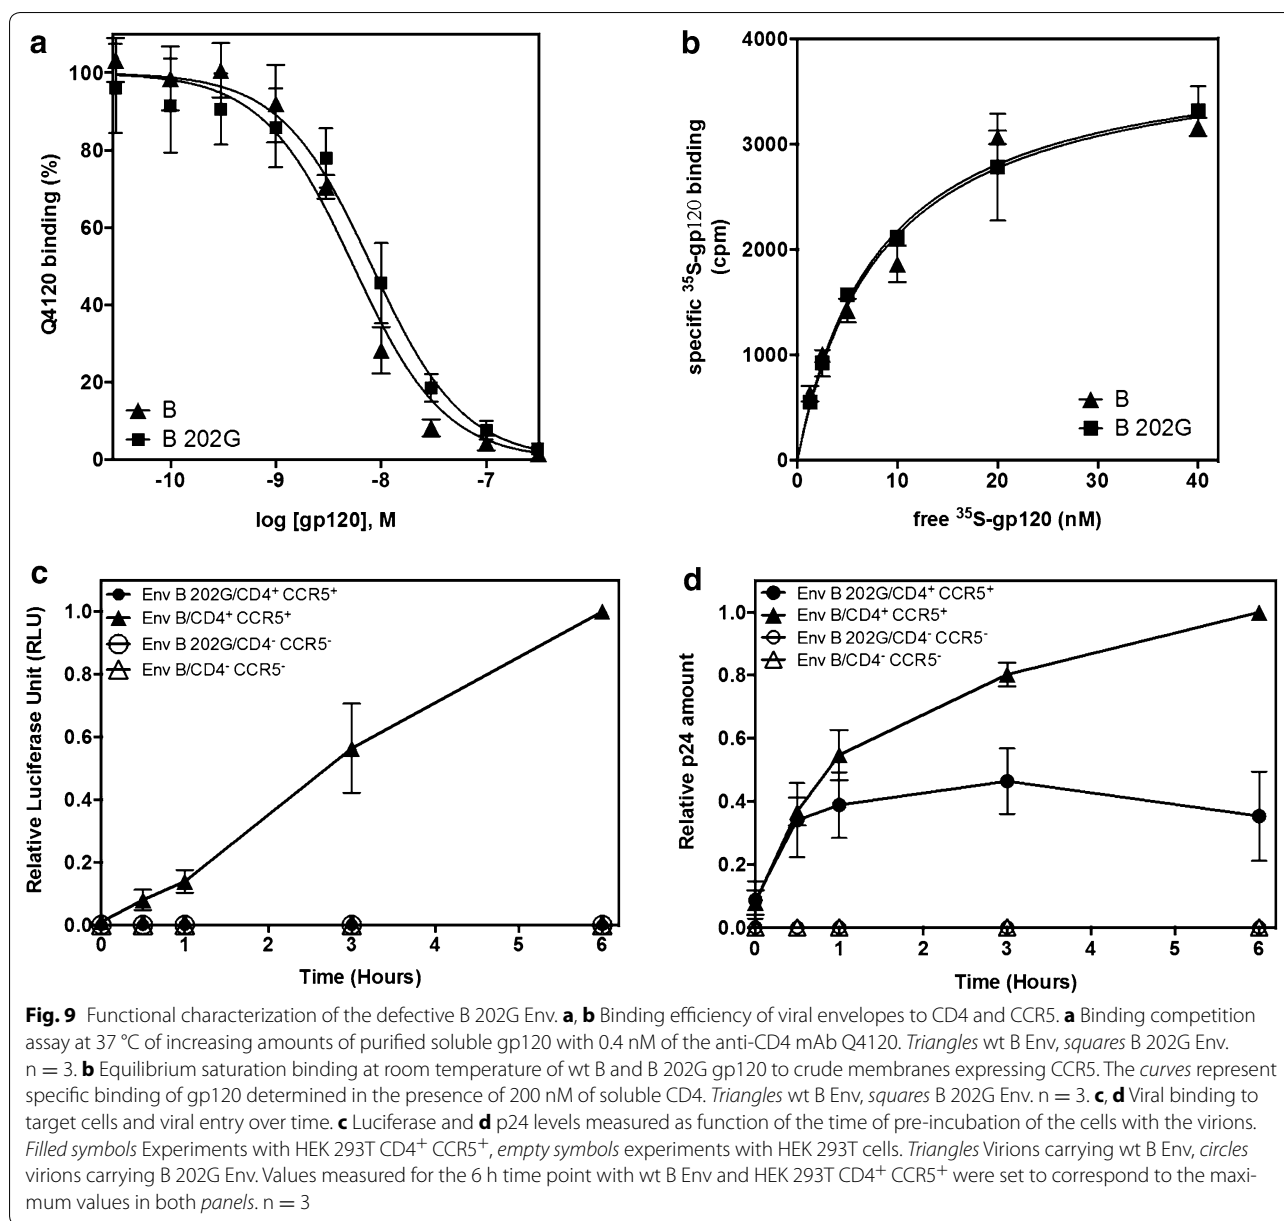 a
Q4120 binding (%)
100
80
60
40
20
0
B
B 202G
-10
-9
-8
-7
log [gp120], M
b
specific ³⁵S-gp120 binding
(cpm)
4000
3000
2000
1000
0
B
B 202G
0
10
20
30
40
free ³⁵S-gp120 (nM)
c
Relative Luciferase Unit (RLU)
Env B 202G/CD4⁺ CCR5⁺
Env B/CD4⁺ CCR5⁺
Env B 202G/CD4⁻ CCR5⁻
Env B/CD4⁻ CCR5⁻
1.0
0.8
0.6
0.4
0.2
0.0
0
1
2
3
4
5
6
Time (Hours)
d
Relative p24 amount
Env B 202G/CD4⁺ CCR5⁺
Env B/CD4⁺ CCR5⁺
Env B 202G/CD4⁻ CCR5⁻
Env B/CD4⁻ CCR5⁻
1.0
0.8
0.6
0.4
0.2
0.0
0
1
2
3
4
5
6
Time (Hours)
Fig. 9 Functional characterization of the defective B 202G Env. a, b Binding efficiency of viral envelopes to CD4 and CCR5. a Binding competition
assay at 37 °C of increasing amounts of purified soluble gp120 with 0.4 nM of the anti-CD4 mAb Q4120. Triangles wt B Env, squares B 202G Env.
n = 3. b Equilibrium saturation binding at room temperature of wt B and B 202G gp120 to crude membranes expressing CCR5. The curves represent
specific binding of gp120 determined in the presence of 200 nM of soluble CD4. Triangles wt B Env, squares B 202G Env. n = 3. c, d Viral binding to
target cells and viral entry over time. c Luciferase and d p24 levels measured as function of the time of pre-incubation of the cells with the virions.
Filled symbols Experiments with HEK 293T CD4⁺ CCR5⁺, empty symbols experiments with HEK 293T cells. Triangles Virions carrying wt B Env, circles
virions carrying B 202G Env. Values measured for the 6 h time point with wt B Env and HEK 293T CD4⁺ CCR5⁺ were set to correspond to the maxi-
mum values in both panels. n = 3